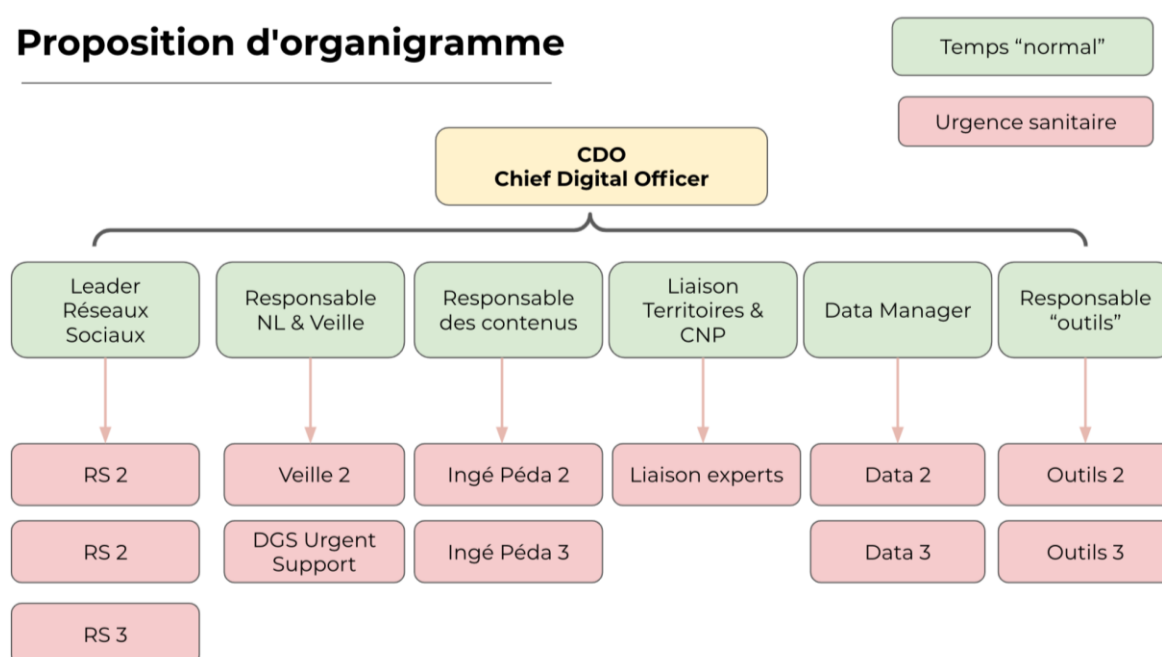 Proposition d'organigramme
Temps “normal”
Urgence sanitaire
CDO
Chief Digital Officer
Leader
Réseaux
Sociaux
Responsable
NL & Veille
Responsable
des contenus
Liaison
Territoires &
CNP
Data Manager
Responsable
“outils”
RS 2
Veille 2
Ingé Péda 2
Liaison experts
Data 2
Outils 2
RS 2
DGS Urgent
Support
Ingé Péda 3
Data 3
Outils 3
RS 3